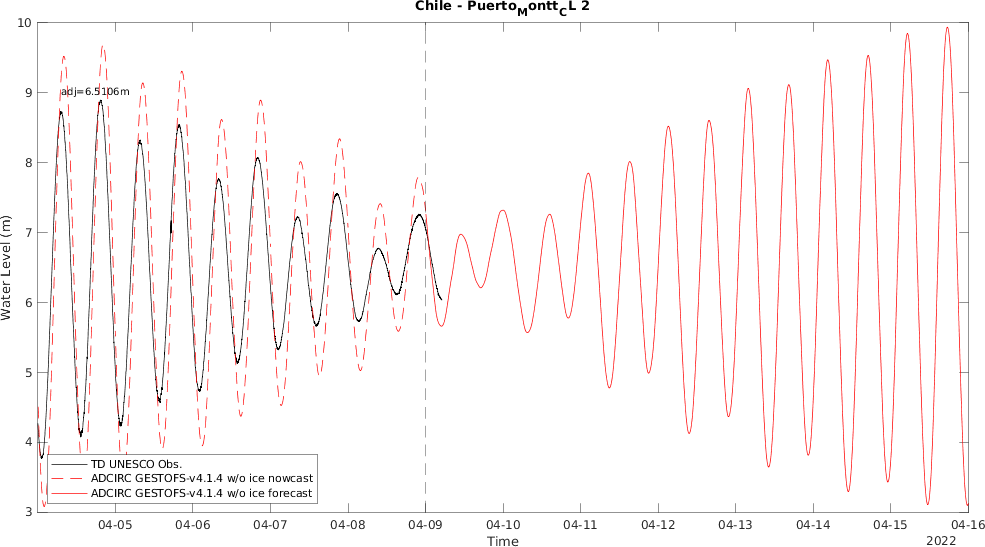 Chile - Puerto_Montt_CL 2
10
9
8
7
6
5
4
3
Water Level (m)
adj=6.5106m
TD UNESCO Obs.
ADCIRC GESTOFS-v4.1.4 w/o ice nowcast
ADCIRC GESTOFS-v4.1.4 w/o ice forecast
04-05 04-06 04-07 04-08 04-09 04-10 04-11 04-12 04-13 04-14 04-15 04-16
Time
2022